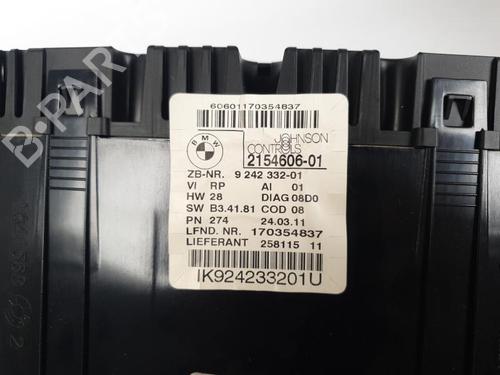 B-PARTS
60601170354837
BMW
JOHNSON
CONTROLS
2154606-01
ZB-NR. 9 242 332-01
VI RP AI 01
HW 28 DIAG 08D0
SW B3.41.81 COD 08
PN 274 24.03.11
LFND. NR. 170354837
LIEFERANT 258115 11
IK924233201U